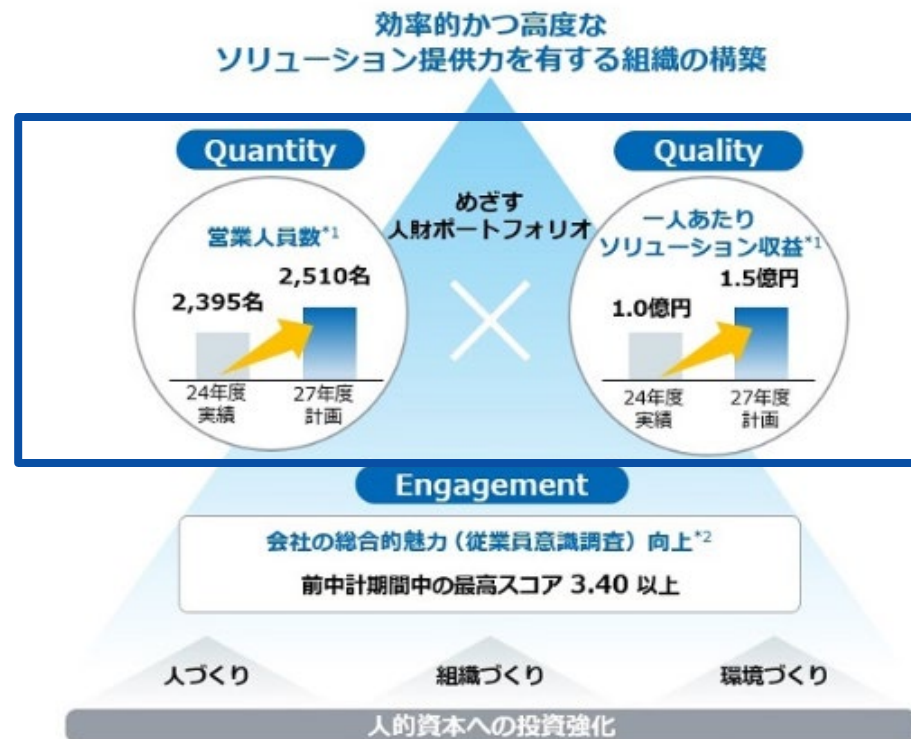 効率的かつ高度な
ソリューション提供力を有する組織の構築
Quantity
Quality
めざす
人財ポートフォリオ
営業人員数*1
2,395名
2,510名
24年度
実績
27年度
計画
一人あたり
ソリューション収益*1
1.0億円
1.5億円
24年度
実績
27年度
計画
Engagement
会社の総合的魅力(従業員意識調査)向上*2
前中計期間中の最高スコア 3.40 以上
人づくり
組織づくり
環境づくり
人的資本への投資強化